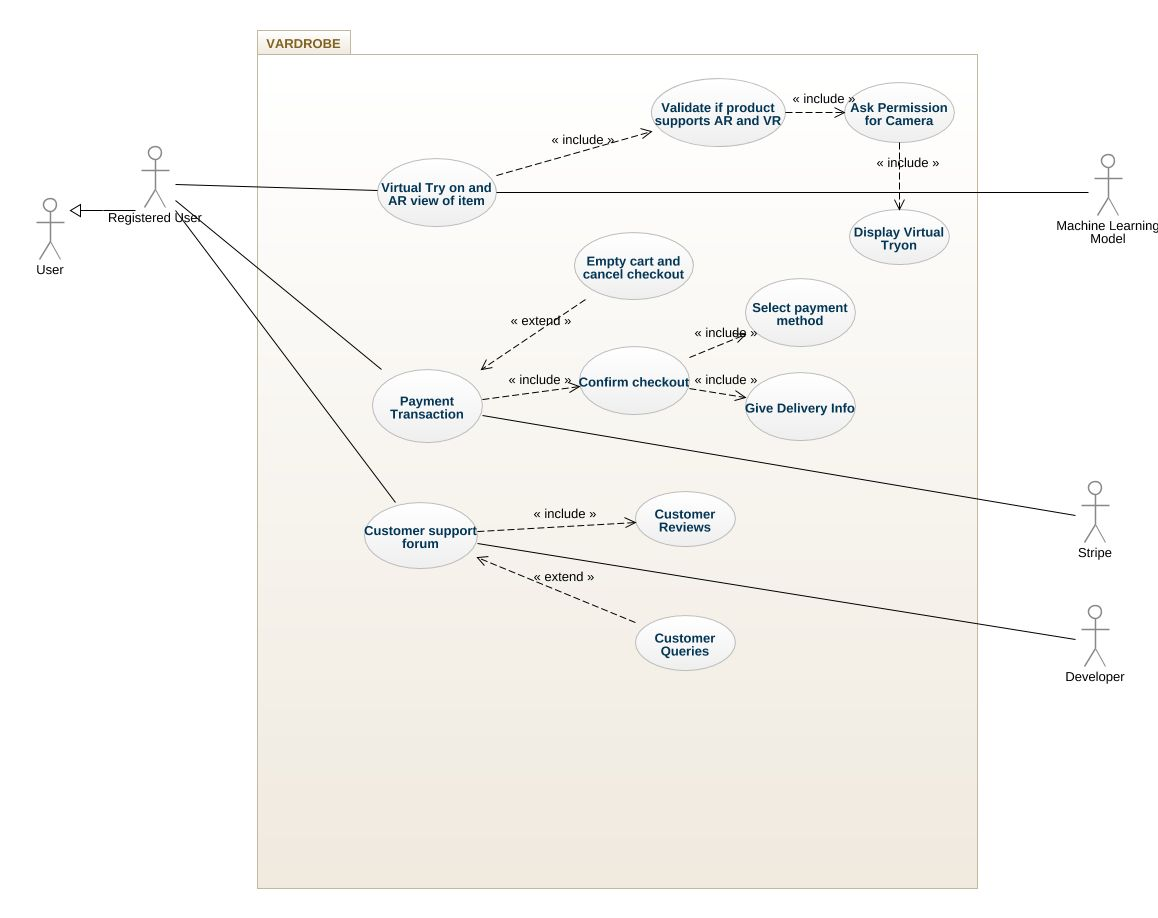 VARDROBE
Validate if product
supports AR and VR
« include »
Ask Permission
for Camera
« include »
« include »
Virtual Try on and
AR view of item
Registered User
User
Machine Learning
Model
Display Virtual
Tryon
Empty cart and
cancel checkout
Select payment
method
« extend »
« include »
Confirm checkout
« include »
« include »
Give Delivery Info
Payment
Transaction
Customer support
forum
« include »
Customer
Reviews
Stripe
« extend »
Customer
Queries
Developer